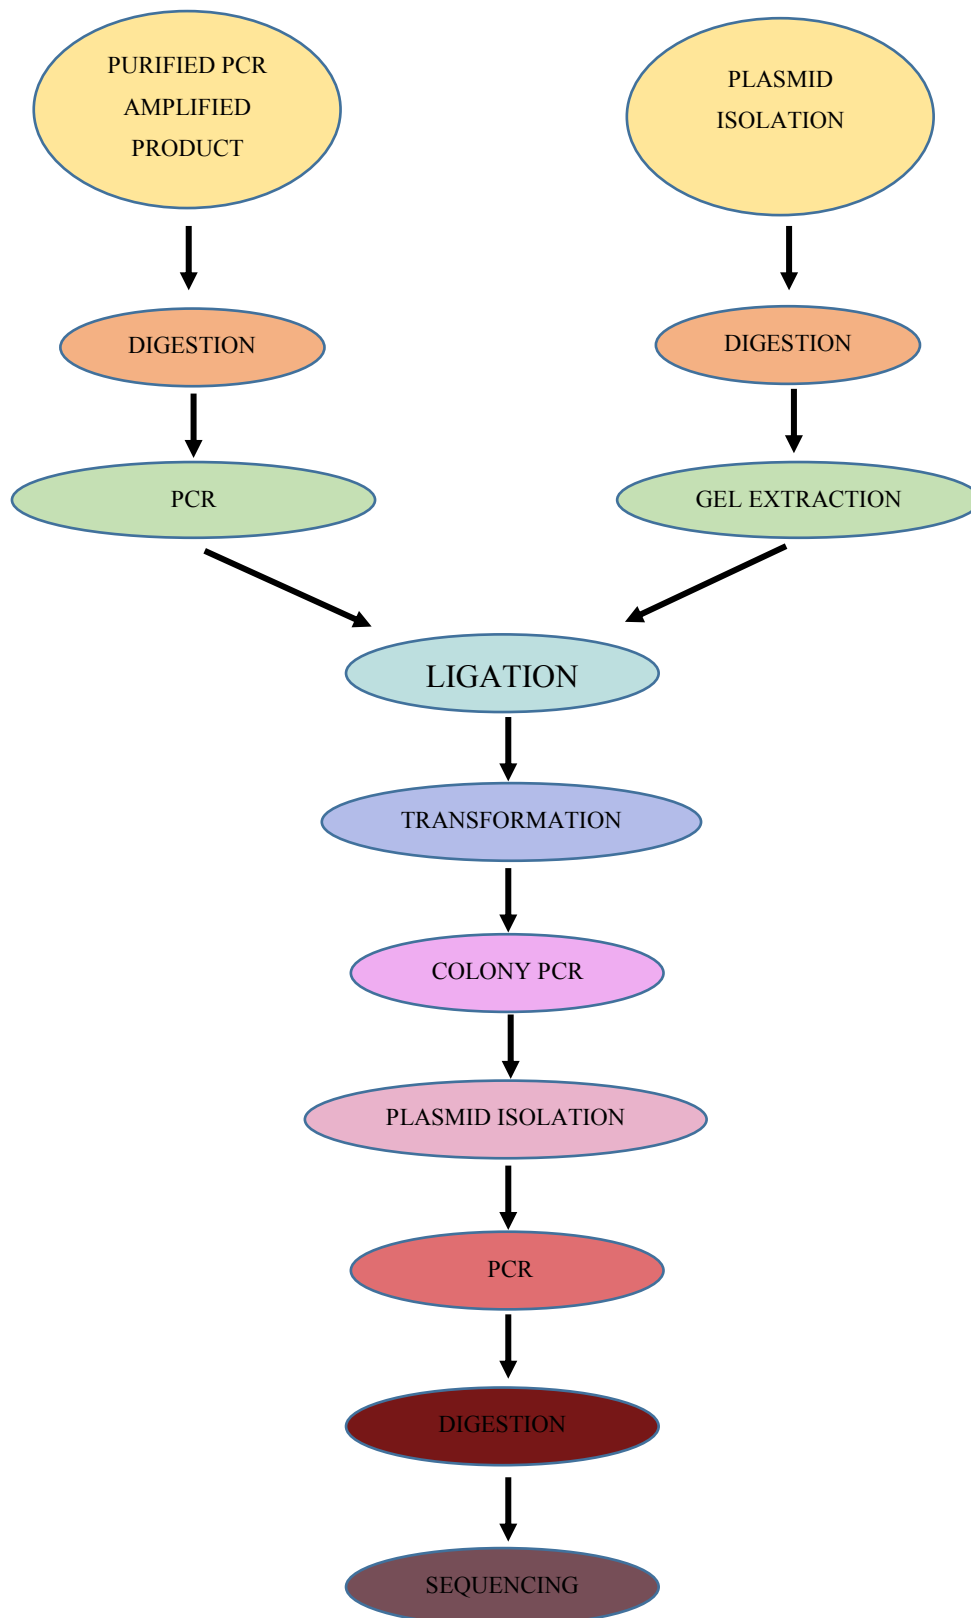 PURIFIED PCR
AMPLIFIED
PRODUCT
PLASMID
ISOLATION
DIGESTION
DIGESTION
PCR
GEL EXTRACTION
LIGATION
TRANSFORMATION
COLONY PCR
PLASMID ISOLATION
PCR
DIGESTION
SEQUENCING